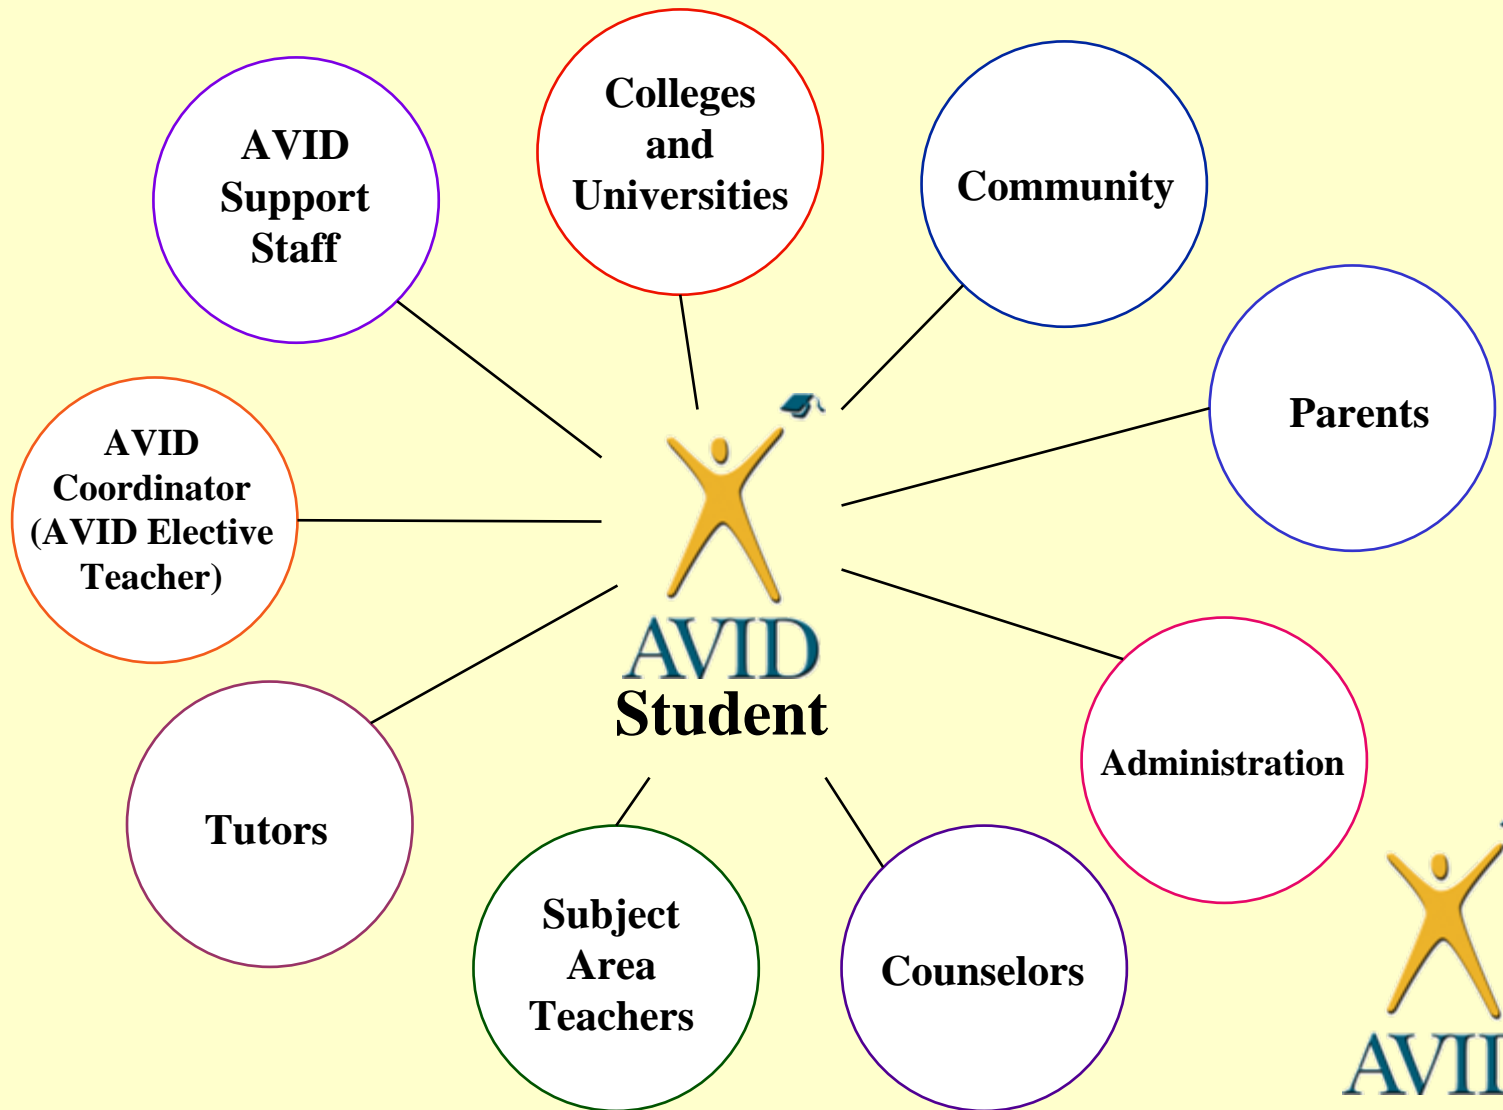 Colleges
and
Universities
AVID
Support
Staff
Community
Parents
AVID
Coordinator
(AVID Elective
Teacher)
AVID
Student
Administration
Tutors
Subject
Area
Teachers
Counselors
AVID